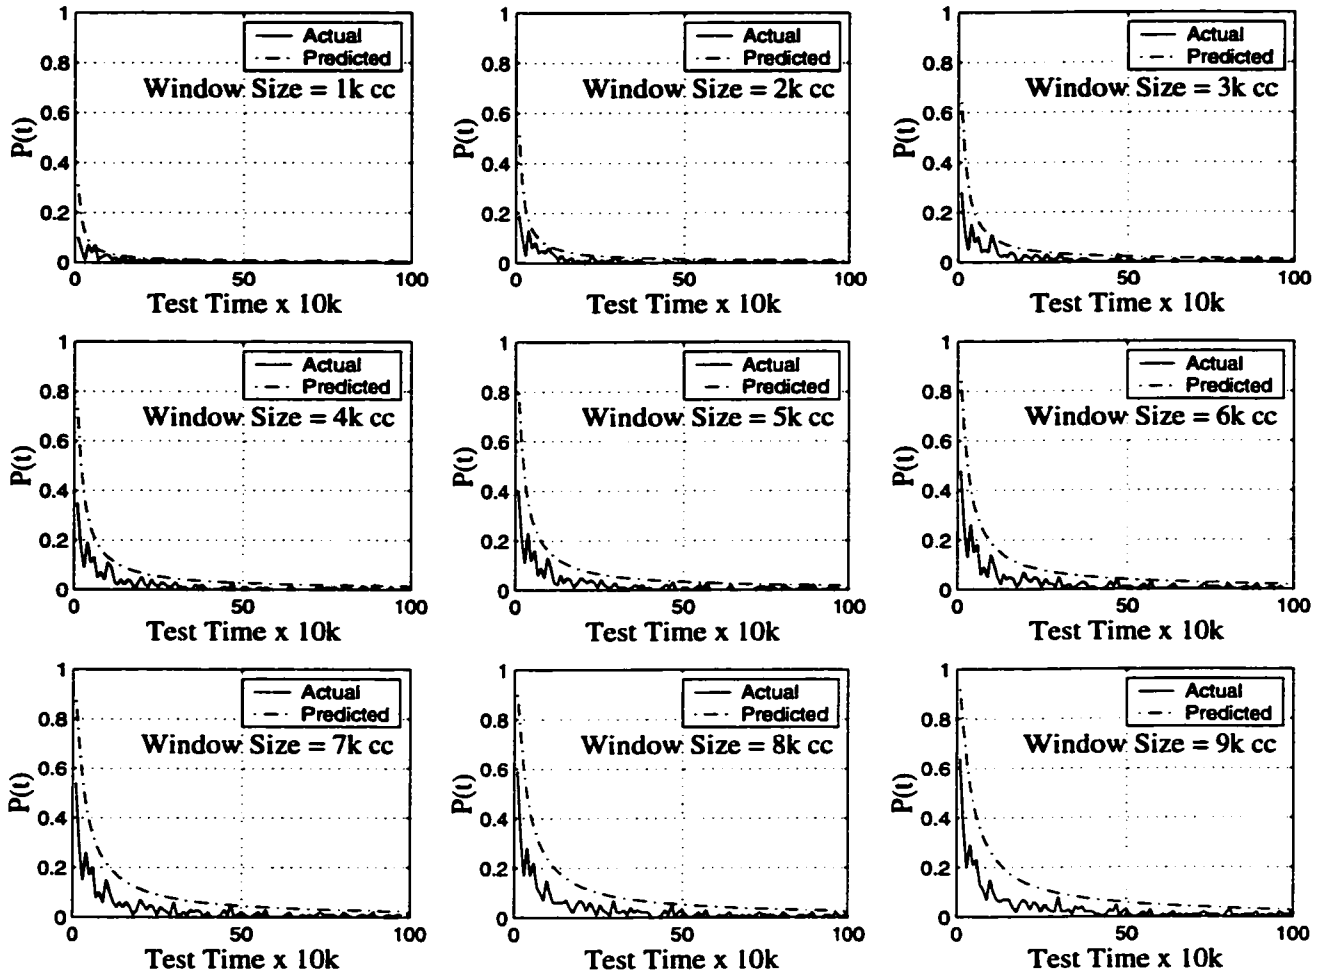 1
0.8
0.6
0.4
0.2
0
P(t)
Actual
Predicted
Window Size = 1k cc
0
50
100
Test Time x 10k
1
0.8
0.6
0.4
0.2
0
P(t)
Actual
Predicted
Window Size = 2k cc
0
50
100
Test Time x 10k
1
0.8
0.6
0.4
0.2
0
P(t)
Actual
Predicted
Window Size = 3k cc
0
50
100
Test Time x 10k
1
0.8
0.6
0.4
0.2
0
P(t)
Actual
Predicted
Window Size = 4k cc
0
50
100
Test Time x 10k
1
0.8
0.6
0.4
0.2
0
P(t)
Actual
Predicted
Window Size = 5k cc
0
50
100
Test Time x 10k
1
0.8
0.6
0.4
0.2
0
P(t)
Actual
Predicted
Window Size = 6k cc
0
50
100
Test Time x 10k
1
0.8
0.6
0.4
0.2
0
P(t)
Actual
Predicted
Window Size = 7k cc
0
50
100
Test Time x 10k
1
0.8
0.6
0.4
0.2
0
P(t)
Actual
Predicted
Window Size = 8k cc
0
50
100
Test Time x 10k
1
0.8
0.6
0.4
0.2
0
P(t)
Actual
Predicted
Window Size = 9k cc
0
50
100
Test Time x 10k